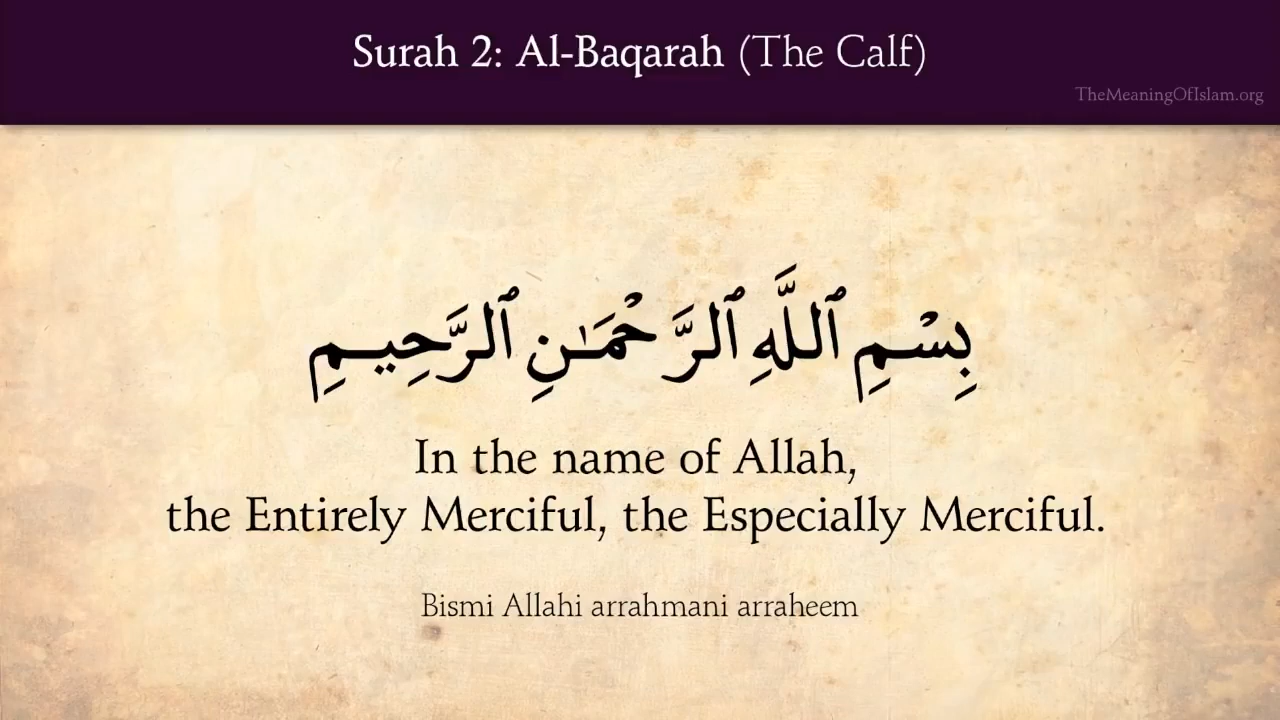 Surah 2: Al-Baqarah (The Calf)
TheMeaningOfIslam.org
بِسْمِ ٱللَّهِ ٱلرَّحْمَـٰنِ ٱلرَّحِيمِ
In the name of Allah,
the Entirely Merciful, the Especially Merciful.
Bismi Allahi arrahmani arraheem